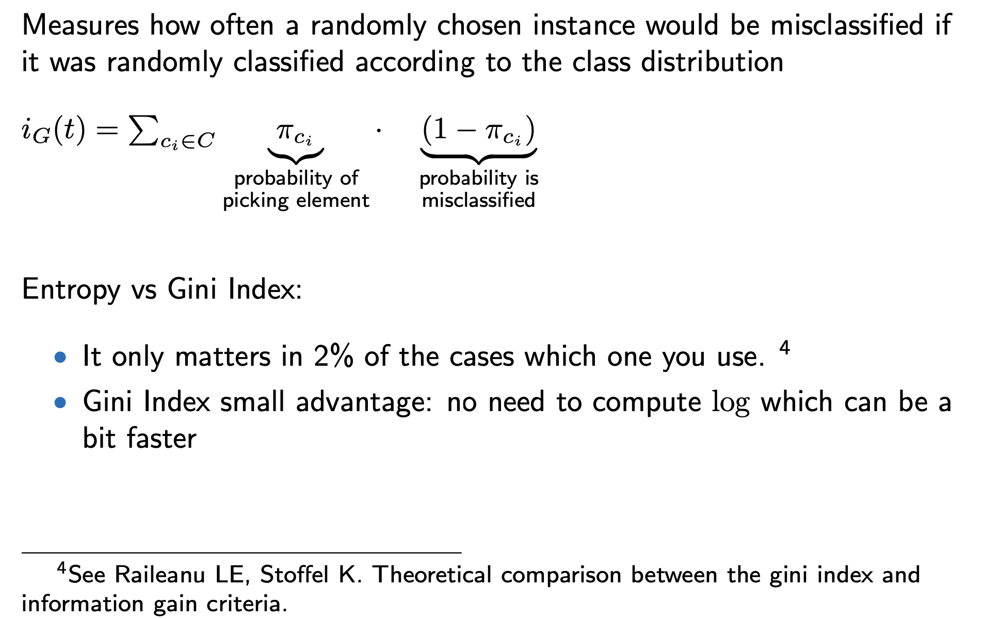 Measures how often a randomly chosen instance would be misclassified if
it was randomly classified according to the class distribution
$i_G(t) = \sum_{c_i \in C} \underbrace{\pi_{c_i}}_{\text{probability of picking element}} \cdot \underbrace{(1 - \pi_{c_i})}_{\text{probability is misclassified}}$
Entropy vs Gini Index:
• It only matters in 2% of the cases which one you use. ⁴
• Gini Index small advantage: no need to compute log which can be a
bit faster
⁴See Raileanu LE, Stoffel K. Theoretical comparison between the gini index and
information gain criteria.